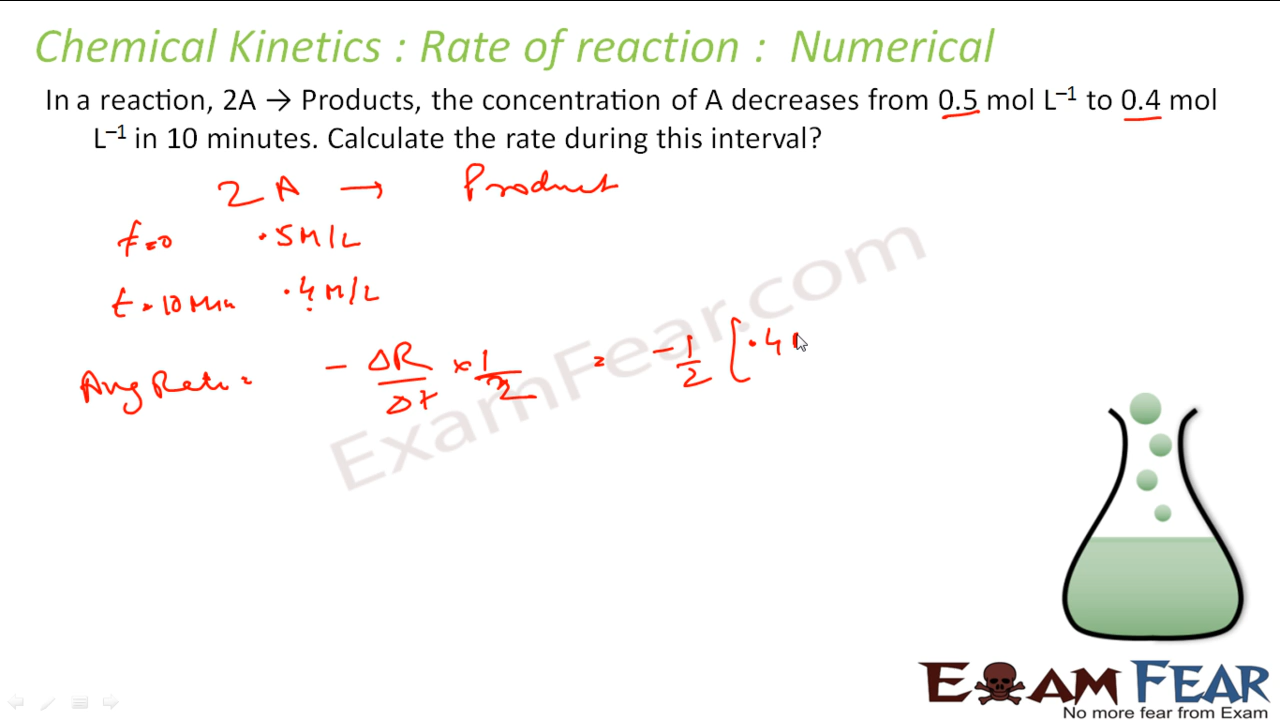 Chemical Kinetics : Rate of reaction : Numerical
In a reaction, 2A → Products, the concentration of A decreases from 0.5 mol L⁻¹ to 0.4 mol
L⁻¹ in 10 minutes. Calculate the rate during this interval?
2A → Product
t=0 .5M/L
t=10Min .4M/L
Avg Rate = - ΔR/Δt × 1/2 = -1/2 [.4
ExamFear.com
EXAM FEAR
No more fear from Exam